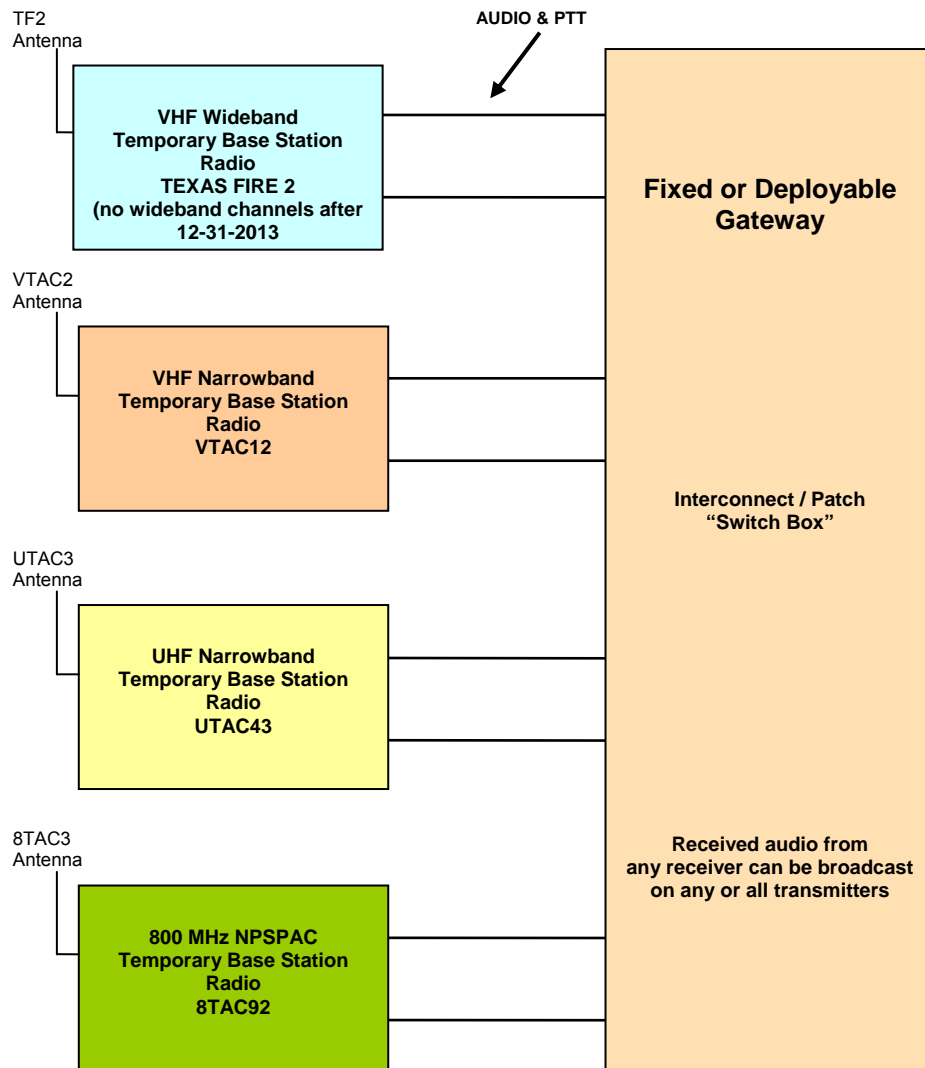 TF2
Antenna
AUDIO & PTT
VHF Wideband
Temporary Base Station
Radio
TEXAS FIRE 2
(no wideband channels after
12-31-2013
Fixed or Deployable
Gateway
VTAC2
Antenna
VHF Narrowband
Temporary Base Station
Radio
VTAC12
Interconnect / Patch
“Switch Box”
UTAC3
Antenna
UHF Narrowband
Temporary Base Station
Radio
UTAC43
8TAC3
Antenna
Received audio from
any receiver can be broadcast
on any or all transmitters
800 MHz NPSPAC
Temporary Base Station
Radio
8TAC92